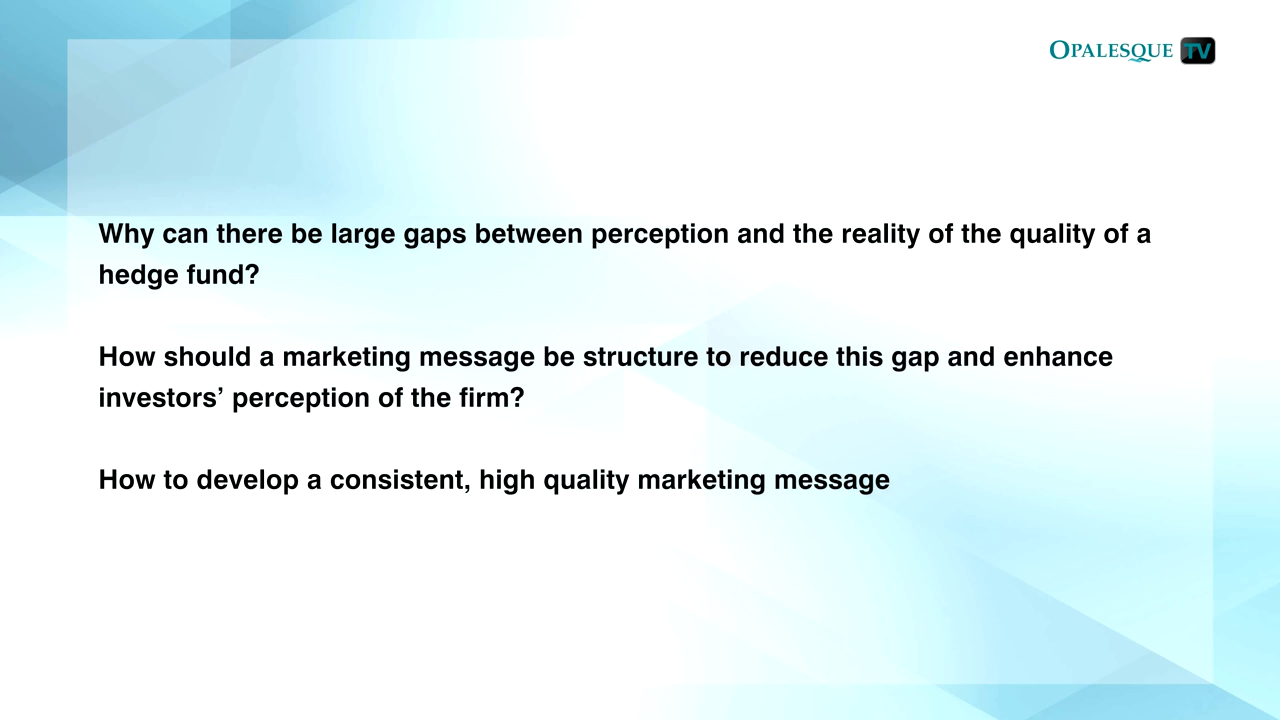 OPALESQUE TV
Why can there be large gaps between perception and the reality of the quality of a
hedge fund?
How should a marketing message be structure to reduce this gap and enhance
investors’ perception of the firm?
How to develop a consistent, high quality marketing message